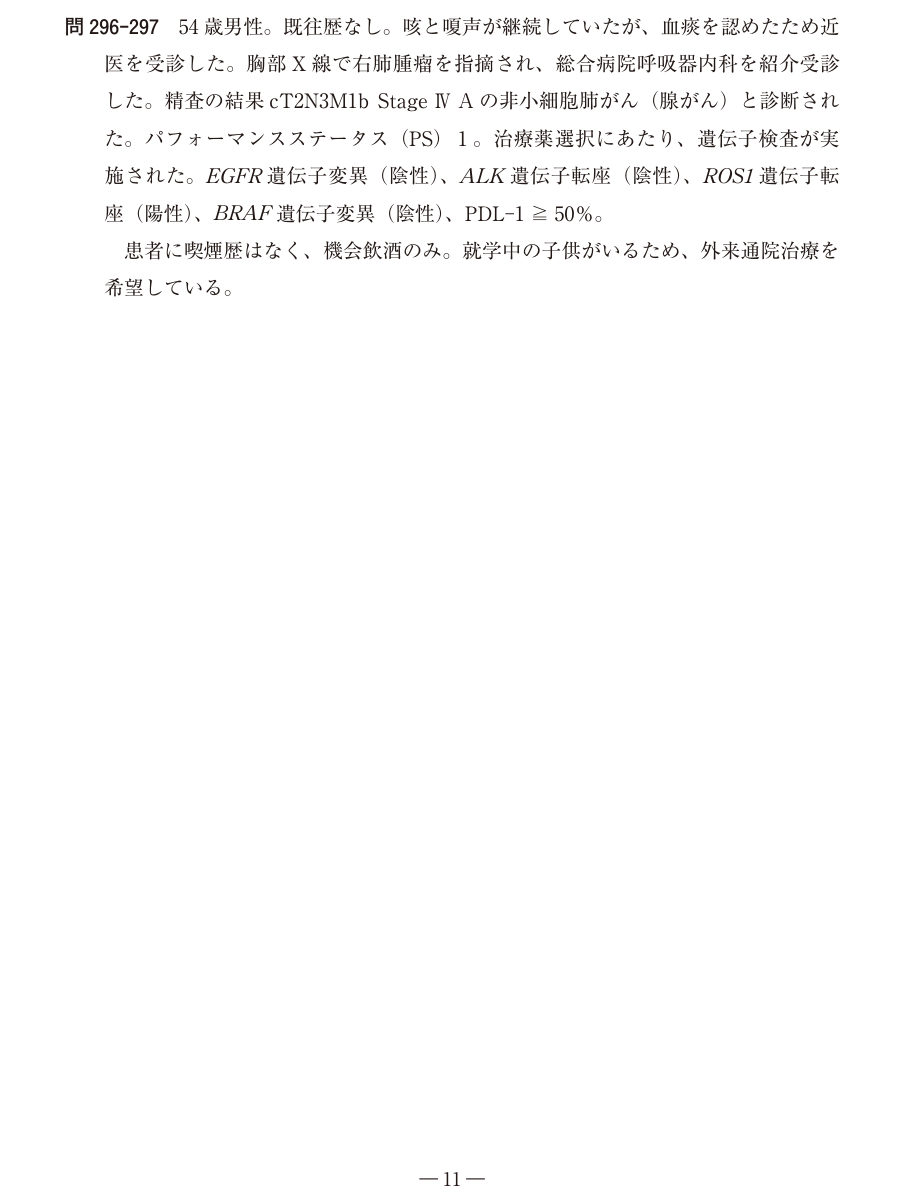 問 296-297 54 歳男性。既往歴なし。咳と嗄声が継続していたが、血痰を認めたため近
医を受診した。胸部 X 線で右肺腫瘤を指摘され、総合病院呼吸器内科を紹介受診
した。精査の結果 cT2N3M1b Stage Ⅳ A の非小細胞肺がん（腺がん）と診断され
た。パフォーマンスステータス（PS）１。治療薬選択にあたり、遺伝子検査が実
施された。EGFR 遺伝子変異（陰性）、ALK 遺伝子転座（陰性）、ROS1 遺伝子転
座（陽性）、BRAF 遺伝子変異（陰性）、PDL-1 ≧ 50％。
患者に喫煙歴はなく、機会飲酒のみ。就学中の子供がいるため、外来通院治療を
希望している。
― 11 ―